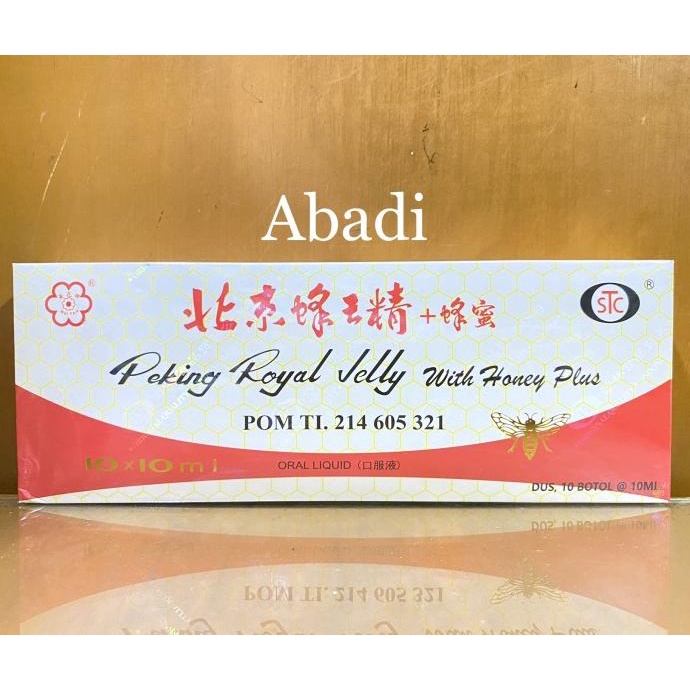 Abadi
STC
®
®
北京蜂王精+蜂蜜
Peking Royal Jelly With Honey Plus
POM TI. 214 605 321
10×10ml
ORAL LIQUID (口服液)
DUS, 10 BOTOL @ 10Ml